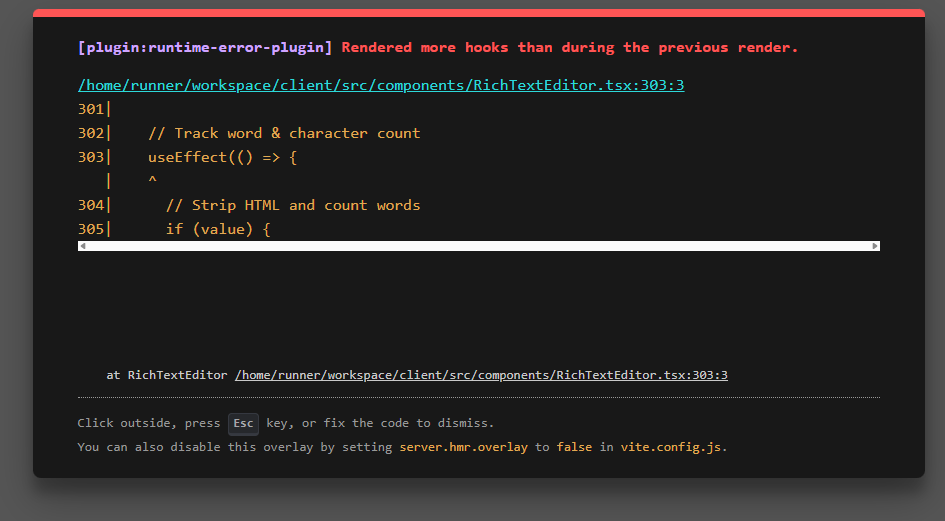 [plugin:runtime-error-plugin] Rendered more hooks than during the previous render.
/home/runner/workspace/client/src/components/RichTextEditor.tsx:303:3
301|
302|    // Track word & character count
303|    useEffect(() => {
   |    ^
304|      // Strip HTML and count words
305|      if (value) {
at RichTextEditor /home/runner/workspace/client/src/components/RichTextEditor.tsx:303:3
Click outside, press Esc key, or fix the code to dismiss.
You can also disable this overlay by setting server.hmr.overlay to false in vite.config.js.